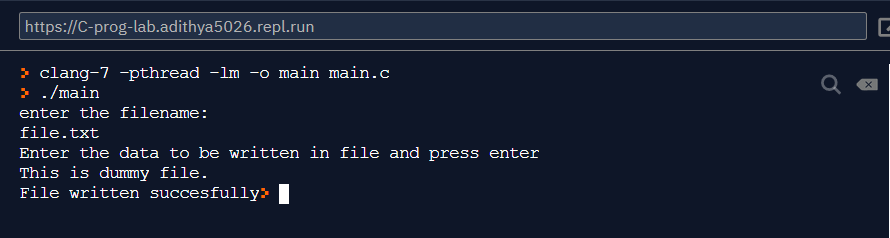 https://C-prog-lab.adithya5026.repl.run
> clang-7 -pthread -lm -o main main.c
> ./main
enter the filename:
file.txt
Enter the data to be written in file and press enter
This is dummy file.
File written succesfully>